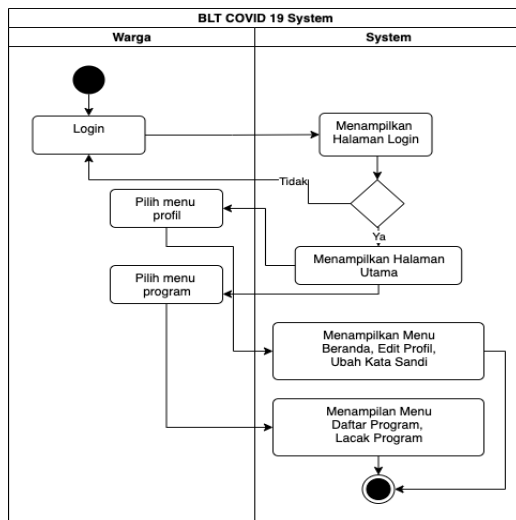 BLT COVID 19 System
Warga
System
Login
Menampilkan
Halaman Login
Tidak
Pilih menu
profil
Ya
Menampilkan Halaman
Utama
Pilih menu
program
Menampilkan Menu
Beranda, Edit Profil,
Ubah Kata Sandi
Menampilan Menu
Daftar Program,
Lacak Program